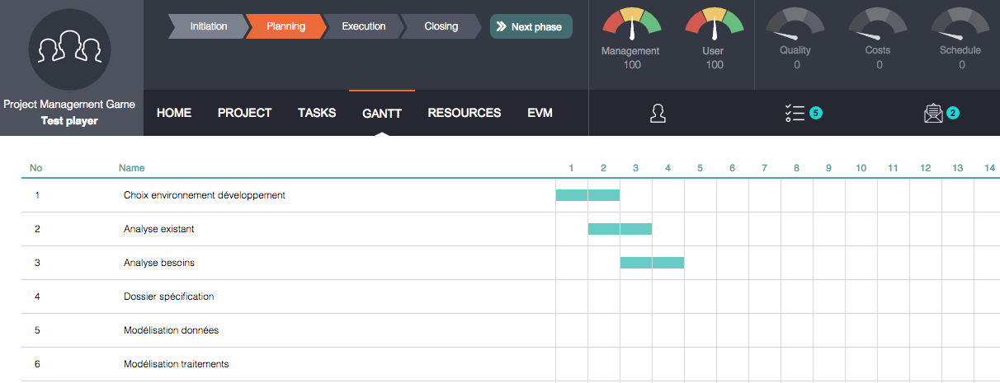 Initiation Planning Execution Closing Next phase
Management User Quality Costs Schedule
100 100 0 0 0
Project Management Game
Test player
HOME PROJECT TASKS GANTT RESOURCES EVM 5 2
No Name 1 2 3 4 5 6 7 8 9 10 11 12 13 14
1 Choix environnement développement
2 Analyse existant
3 Analyse besoins
4 Dossier spécification
5 Modélisation données
6 Modélisation traitements